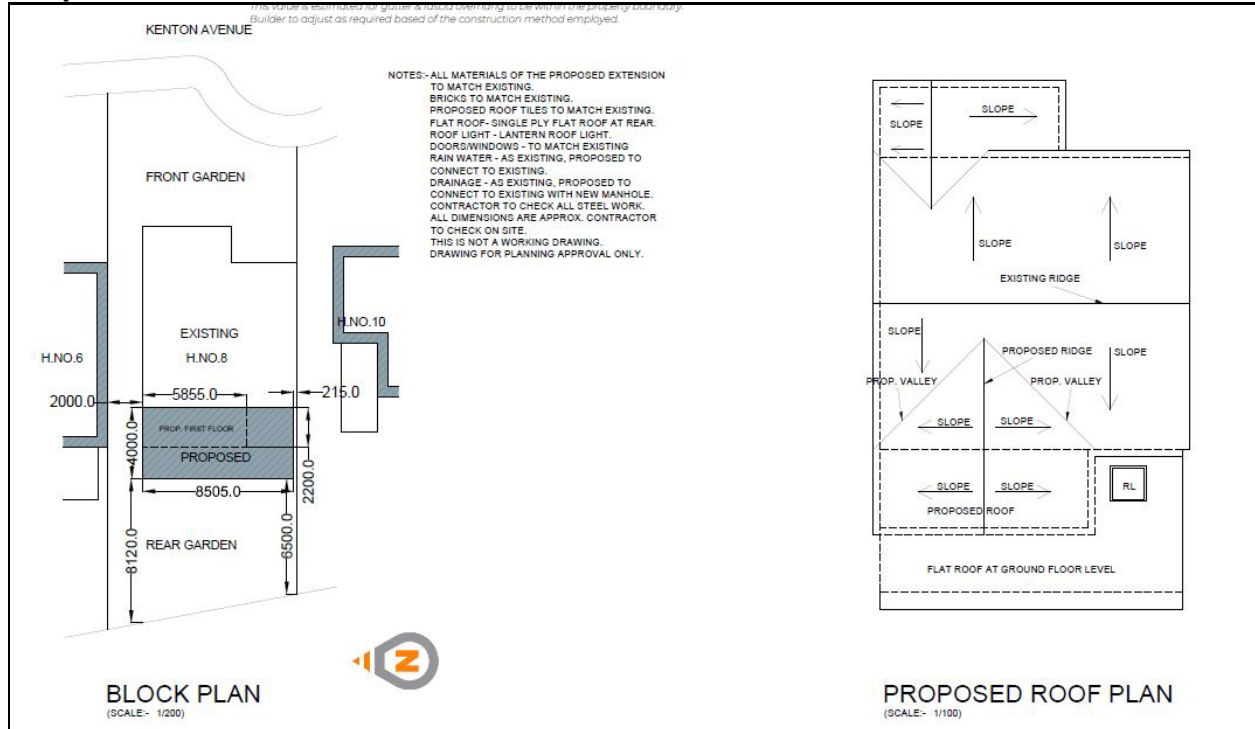 This value is estimated for gutter & fascia overhang to be within the property boundary.
Builder to adjust as required based of the construction method employed.
KENTON AVENUE
NOTES:- ALL MATERIALS OF THE PROPOSED EXTENSION
TO MATCH EXISTING.
BRICKS TO MATCH EXISTING.
PROPOSED ROOF TILES TO MATCH EXISTING.
FLAT ROOF- SINGLE PLY FLAT ROOF AT REAR.
ROOF LIGHT - LANTERN ROOF LIGHT.
DOORS/WINDOWS - TO MATCH EXISTING
RAIN WATER - AS EXISTING, PROPOSED TO
CONNECT TO EXISTING.
DRAINAGE - AS EXISTING, PROPOSED TO
CONNECT TO EXISTING WITH NEW MANHOLE.
CONTRACTOR TO CHECK ALL STEEL WORK.
ALL DIMENSIONS ARE APPROX. CONTRACTOR
TO CHECK ON SITE.
THIS IS NOT A WORKING DRAWING.
DRAWING FOR PLANNING APPROVAL ONLY.
FRONT GARDEN
EXISTING
H.NO.8
H.NO.6
H.NO.10
2000.0
5855.0
215.0
PROP. FIRST FLOOR
PROPOSED
4000.0
2200.0
8505.0
8120.0
6500.0
REAR GARDEN
N
BLOCK PLAN
(SCALE:- 1/200)
SLOPE
SLOPE
SLOPE
SLOPE
EXISTING RIDGE
SLOPE
PROPOSED RIDGE
SLOPE
PROP. VALLEY
PROP. VALLEY
SLOPE
SLOPE
SLOPE
SLOPE
RL
PROPOSED ROOF
FLAT ROOF AT GROUND FLOOR LEVEL
PROPOSED ROOF PLAN
(SCALE:- 1/100)